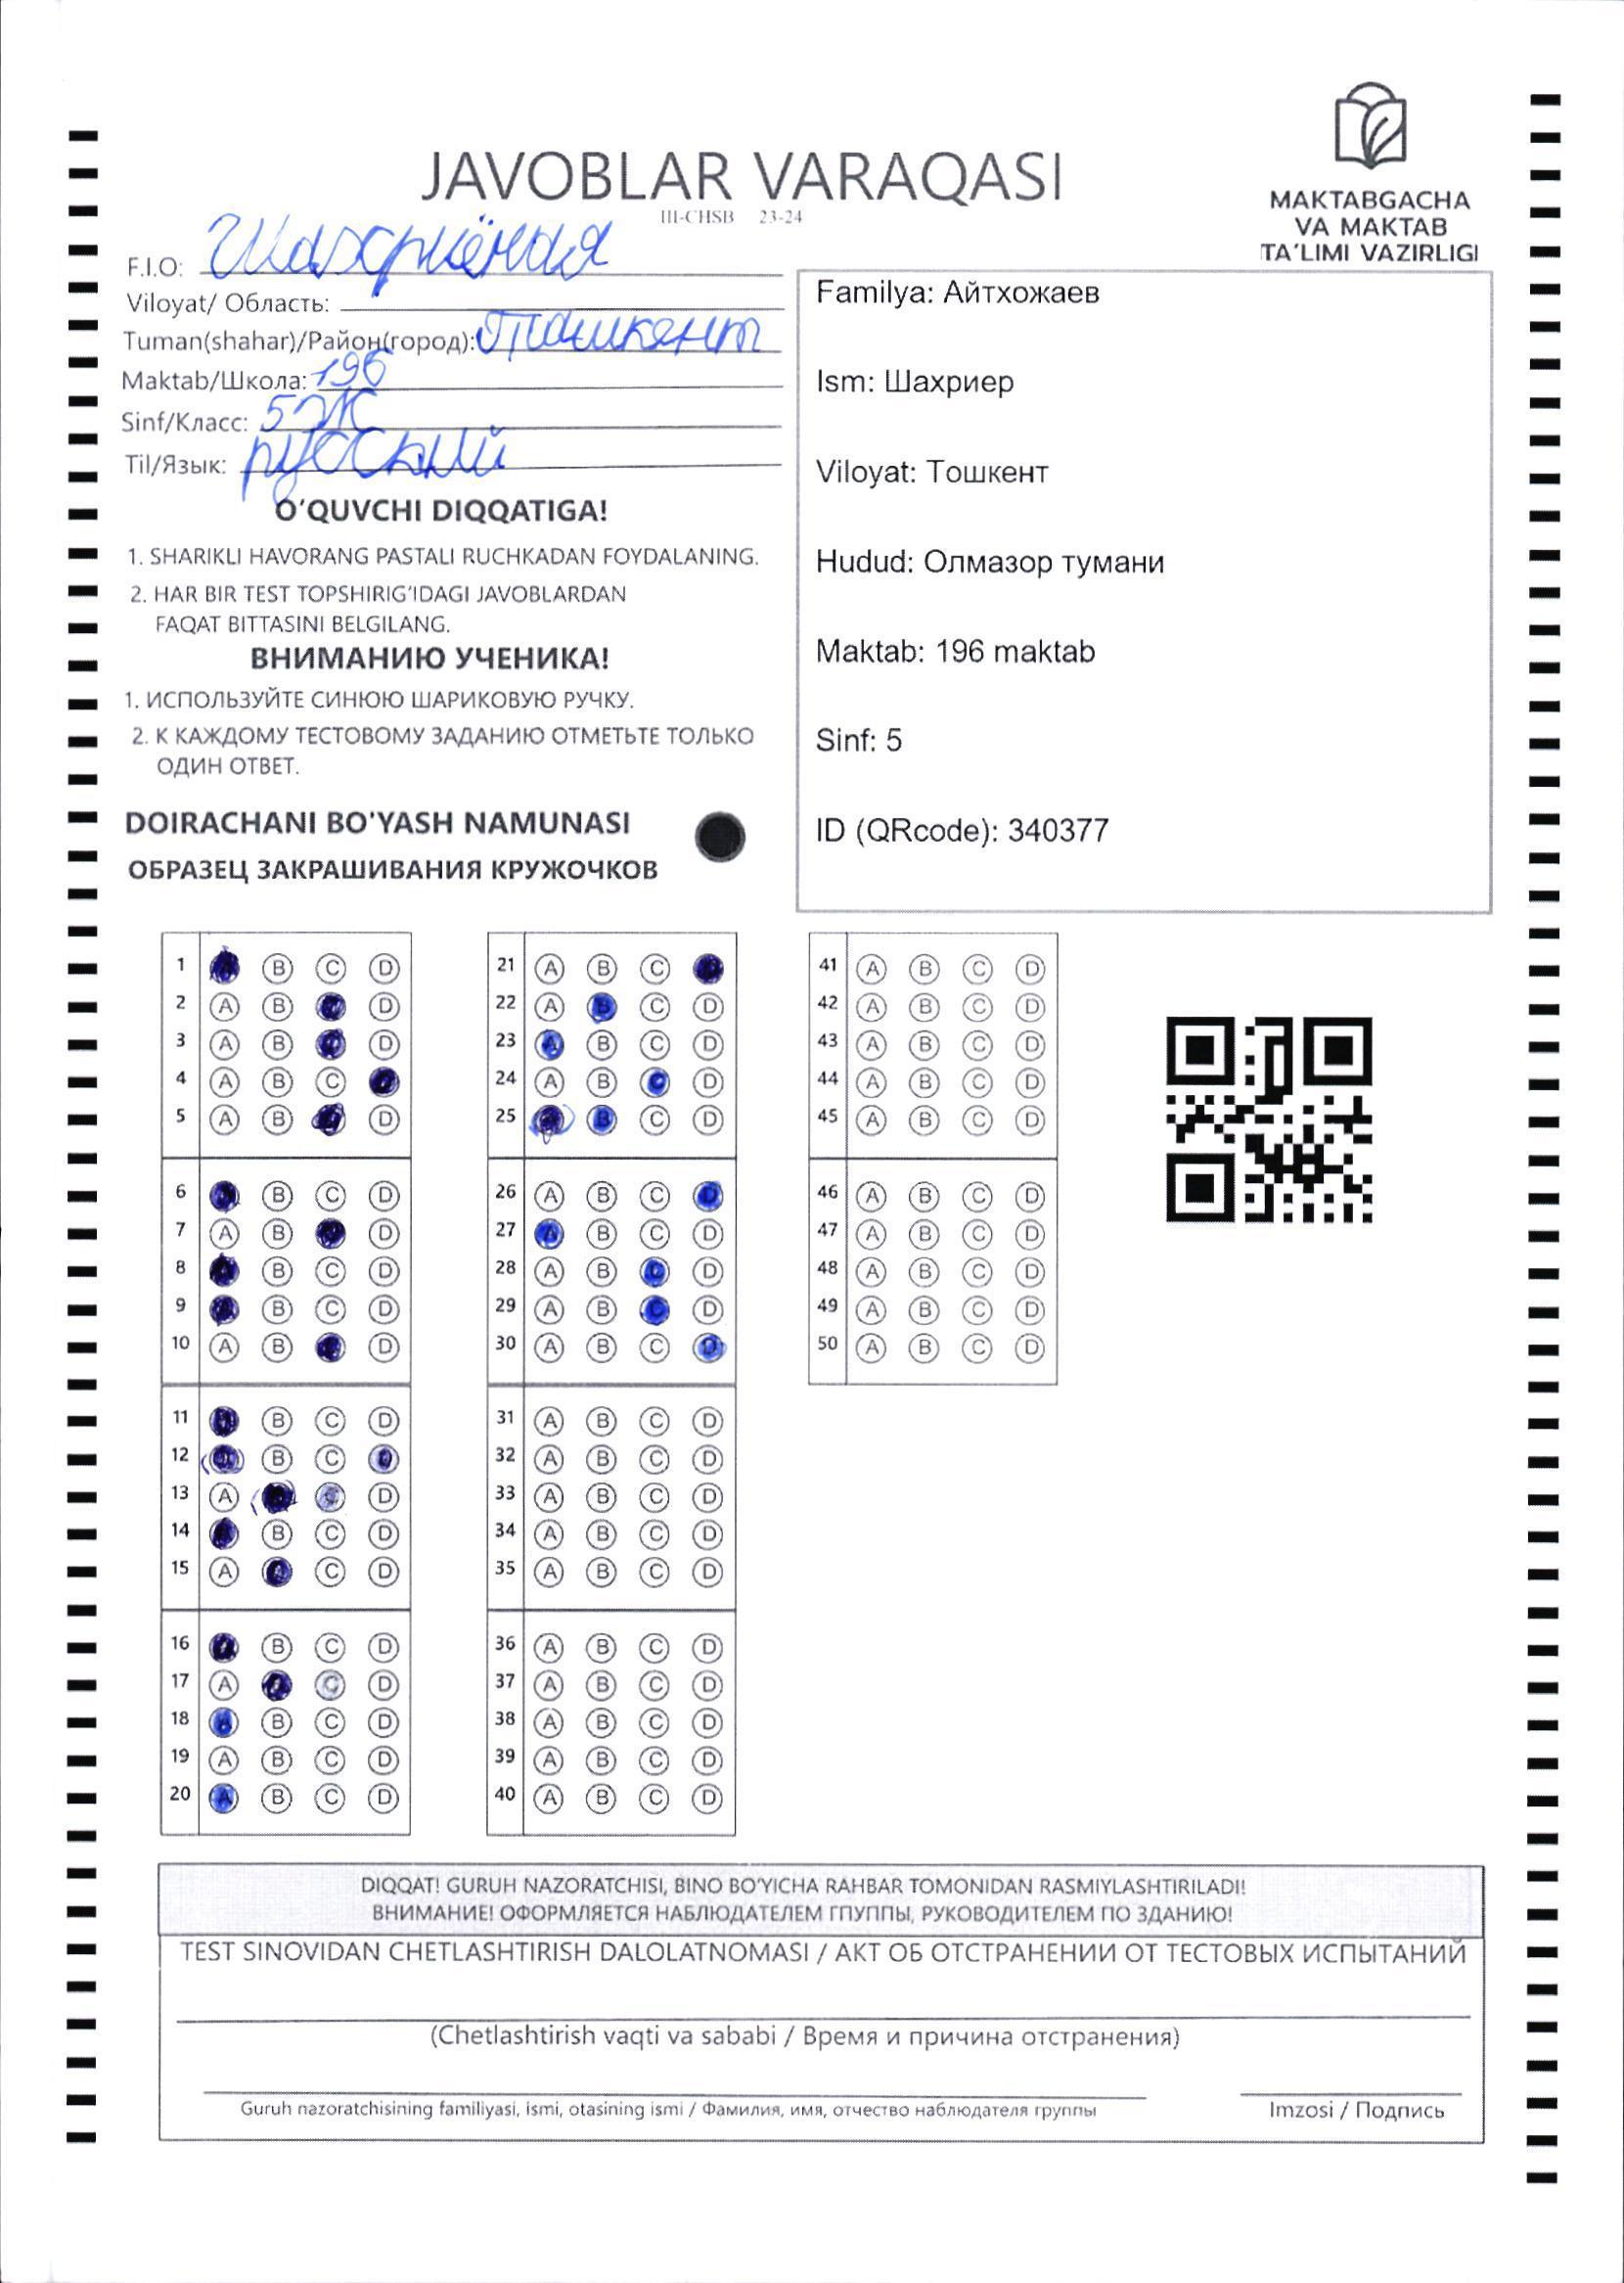 JAVOBLAR VARAQASI
III-CHSB 23-24
MAKTABGACHA
VA MAKTAB
TA'LIMI VAZIRLIGI
F.I.O:
Viloyat/ Область:
Tuman(shahar)/Район(город): Ташкент
Maktab/Школа: 196
Sinf/Класс: 5
Til/Язык: русский
O'QUVCHI DIQQATIGA!
1. SHARIKLI HAVORANG PASTALI RUCHKADAN FOYDALANING.
2. HAR BIR TEST TOPSHIRIG'IDAGI JAVOBLARDAN
FAQAT BITTASINI BELGILANG.
ВНИМАНИЮ УЧЕНИКА!
1. ИСПОЛЬЗУЙТЕ СИНЮЮ ШАРИКОВУЮ РУЧКУ.
2. К КАЖДОМУ ТЕСТОВОМУ ЗАДАНИЮ ОТМЕТЬТЕ ТОЛЬКО
ОДИН ОТВЕТ.
DOIRACHANI BO'YASH NAMUNASI
ОБРАЗЕЦ ЗАКРАШИВАНИЯ КРУЖОЧКОВ
Familya: Айтхожаев
Ism: Шахриер
Viloyat: Тошкент
Hudud: Олмазор тумани
Maktab: 196 maktab
Sinf: 5
ID (QRcode): 340377
1 B C D
2 A B D
3 A B D
4 A B C
5 A B D
6 B C D
7 A B D
8 B C D
9 B C D
10 A B D
11 B C D
12 B C
13 A C D
14 B C D
15 A C D
16 B C D
17 A C D
18 A B C D
19 A B C D
20 A B C D
21 A B C
22 A B C D
23 A B C D
24 A B C D
25 B C D
26 A B C D
27 A B C D
28 A B C D
29 A B C D
30 A B C D
31 A B C D
32 A B C D
33 A B C D
34 A B C D
35 A B C D
36 A B C D
37 A B C D
38 A B C D
39 A B C D
40 A B C D
41 A B C D
42 A B C D
43 A B C D
44 A B C D
45 A B C D
46 A B C D
47 A B C D
48 A B C D
49 A B C D
50 A B C D
DIQQAT! GURUH NAZORATCHISI, BINO BO'YICHA RAHBAR TOMONIDAN RASMIYLASHTIRILADI!
ВНИМАНИЕ! ОФОРМЛЯЕТСЯ НАБЛЮДАТЕЛЕМ ГПУППЫ, РУКОВОДИТЕЛЕМ ПО ЗДАНИЮ!
TEST SINOVIDAN CHETLASHTIRISH DALOLATNOMASI / АКТ ОБ ОТСТРАНЕНИИ ОТ ТЕСТОВЫХ ИСПЫТАНИЙ
(Chetlashtirish vaqti va sababi / Время и причина отстранения)
Guruh nazoratchisining familiyasi, ismi, otasining ismi / Фамилия, имя, отчество наблюдателя группы
Imzosi / Подпись